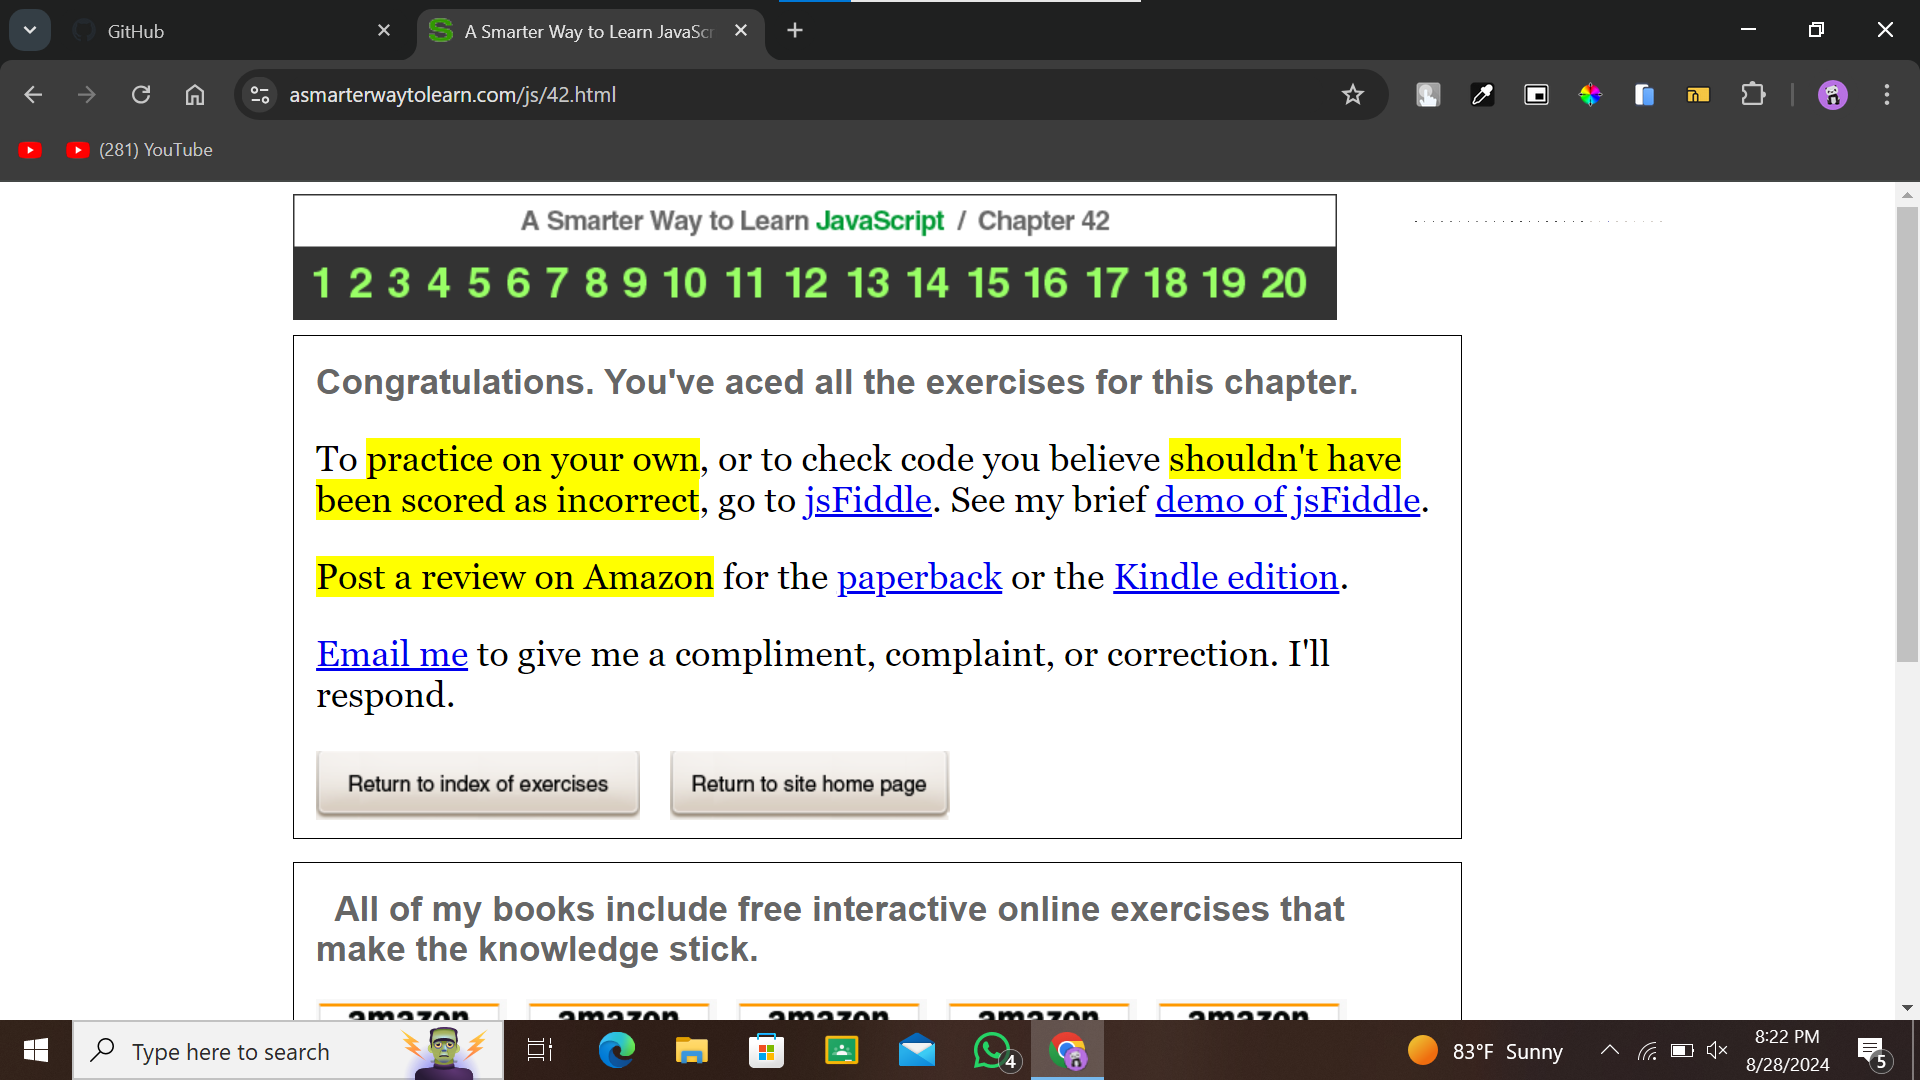 GitHub
A Smarter Way to Learn JavaScr
asmarterwaytolearn.com/js/42.html
(281) YouTube
A Smarter Way to Learn JavaScript / Chapter 42
1 2 3 4 5 6 7 8 9 10 11 12 13 14 15 16 17 18 19 20
Congratulations. You've aced all the exercises for this chapter.
To practice on your own, or to check code you believe shouldn't have
been scored as incorrect, go to jsFiddle. See my brief demo of jsFiddle.
Post a review on Amazon for the paperback or the Kindle edition.
Email me to give me a compliment, complaint, or correction. I'll
respond.
Return to index of exercises
Return to site home page
All of my books include free interactive online exercises that
make the knowledge stick.
amazon amazon amazon amazon amazon
Type here to search
4
83°F Sunny
8:22 PM
8/28/2024
5